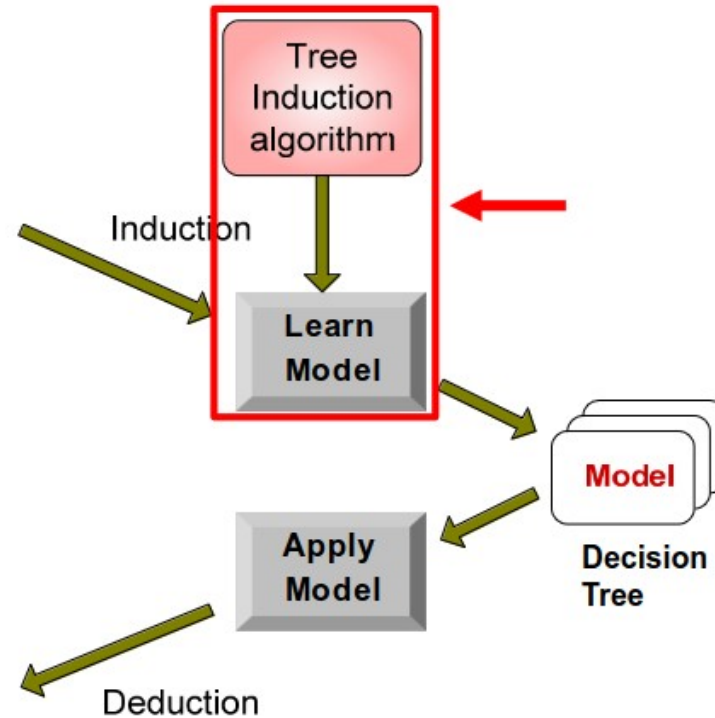 Tree
Induction
algorithm
Induction
Learn
Model
Model
Apply
Model
Decision
Tree
Deduction